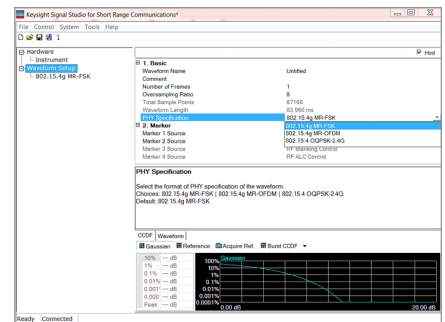 Keysight Signal Studio for Short Range Communications*
File Control System Tools Help
Hardware
Instrument
Waveform Setup
802.15.4g MR-FSK
Hint
1. Basic
Waveform Name Untitled
Comment
Number of Frames 1
Oversampling Ratio 8
Total Sample Points 67168
Waveform Length 83.960 ms
PHY Specification 802.15.4g MR-FSK
802.15.4g MR-FSK
2. Marker
802.15.4g MR-OFDM
Marker 1 Source
802.15.4 OQPSK-2.4G
Marker 2 Source
Marker 3 Source RF Blanking Control
Marker 4 Source RF ALC Control
PHY Specification
Select the format of PHY specification of the waveform.
Choices: 802.15.4g MR-FSK | 802.15.4g MR-OFDM | 802.15.4 OQPSK-2.4G
Default: 802.15.4g MR-FSK
CCDF Waveform
Gaussian Reference Acquire Ref. Burst CCDF
10% --- dB
1% --- dB
0.1% --- dB
0.01% --- dB
0.001% --- dB
0.000 --- dB
Peak --- dB
Gaussian
100%
10%
1%
0.1%
0.01%
0.001%
0.0001%
0.00 dB 20.00 dB
Ready Connected